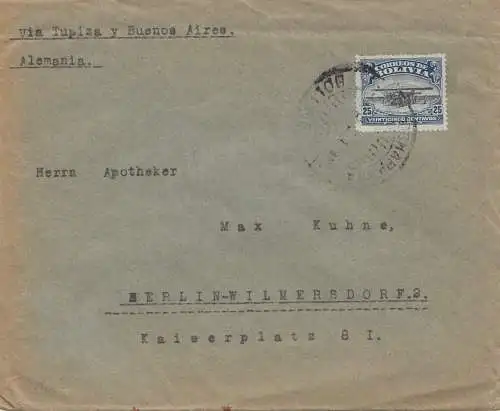 via Tupiza y Buenos Aires.
Alemania.
CORREOS DE
BOLIVIA
25 25
VEINTICINCO CENTAVOS
Herrn Apotheker
Max Kuhne,
BERLIN-WILMERSDORF.2.
Kaiserplatz 8 I.